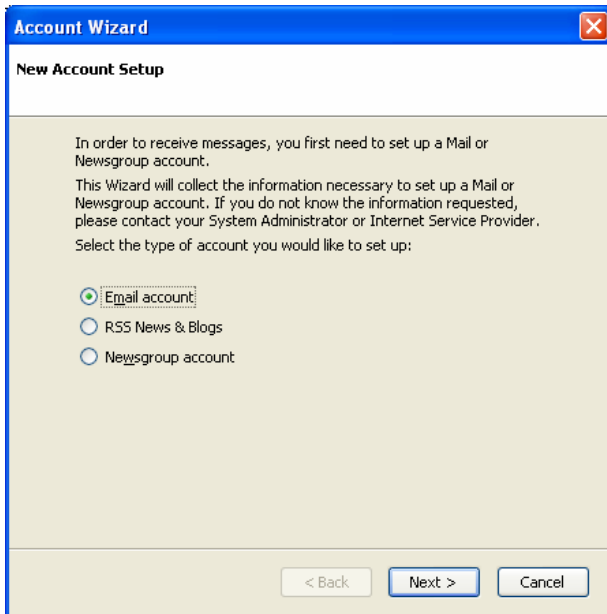 Account Wizard
New Account Setup
In order to receive messages, you first need to set up a Mail or
Newsgroup account.
This Wizard will collect the information necessary to set up a Mail or
Newsgroup account. If you do not know the information requested,
please contact your System Administrator or Internet Service Provider.
Select the type of account you would like to set up:
Email account
RSS News & Blogs
Newsgroup account
< Back Next > Cancel